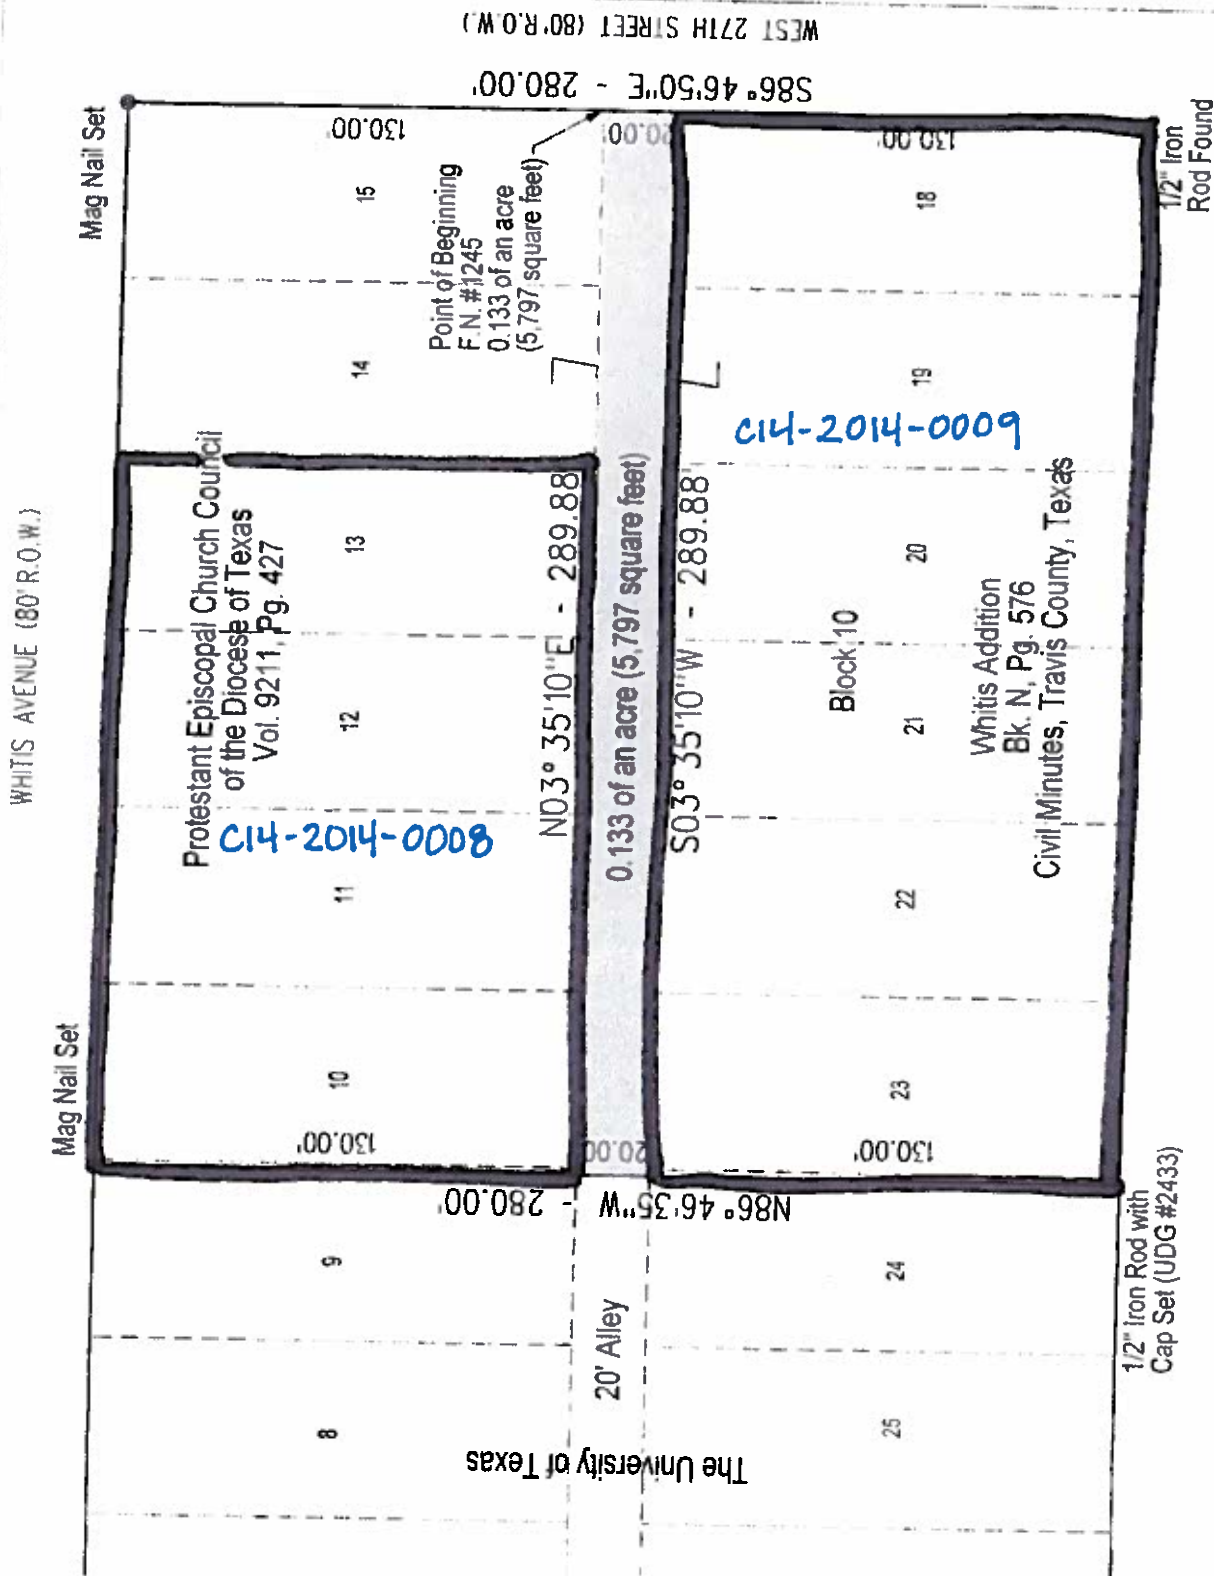 WEST 27TH STREET (80' R.O.W.)
S86° 46'50"E - 280.00'
Mag Nail Set
130.00'
20.00'
130.00'
1/2" Iron
Rod Found
15
Point of Beginning
F.N. #1245
0.133 of an acre
(5,797 square feet)
18
14
19
C14-2014-0009
WHITIS AVENUE (80' R.O.W.)
Protestant Episcopal Church Council
of the Diocese of Texas
Vol. 9211, Pg. 427
13
12
C14-2014-0008
11
10
N03° 35'10"E - 289.88'
0.133 of an acre (5,797 square feet)
S03° 35'10"W - 289.88'
20
Block 10
21
Whitis Addition
Bk. N, Pg. 576
Civil Minutes, Travis County, Texas
22
23
Mag Nail Set
130.00'
20.00
130.00'
N86° 46'35"W - 280.00'
1/2" Iron Rod with
Cap Set (UDG #2433)
9
24
20' Alley
8
25
The University of Texas